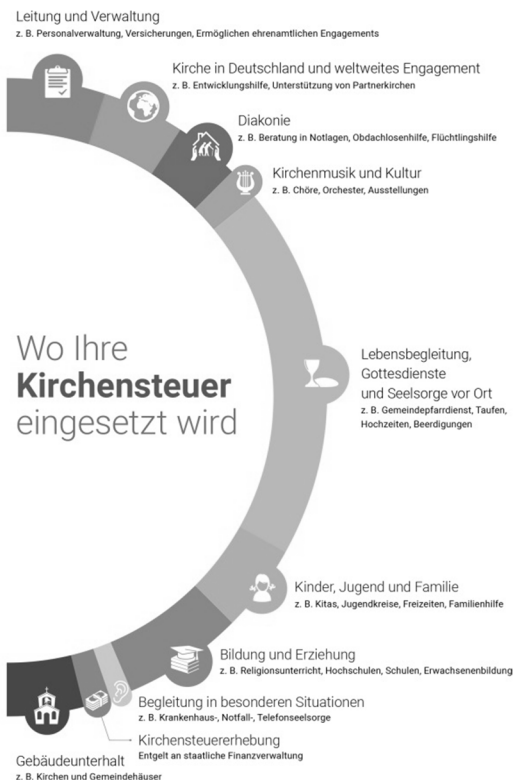 Leitung und Verwaltung
z. B. Personalverwaltung, Versicherungen, Ermöglichen ehrenamtlichen Engagements
Kirche in Deutschland und weltweites Engagement
z. B. Entwicklungshilfe, Unterstützung von Partnerkirchen
Diakonie
z. B. Beratung in Notlagen, Obdachlosenhilfe, Flüchtlingshilfe
Kirchenmusik und Kultur
z. B. Chöre, Orchester, Ausstellungen
Wo Ihre
Kirchensteuer
eingesetzt wird
Lebensbegleitung,
Gottesdienste
und Seelsorge vor Ort
z. B. Gemeindepfarrdienst, Taufen,
Hochzeiten, Beerdigungen
Kinder, Jugend und Familie
z. B. Kitas, Jugendkreise, Freizeiten, Familienhilfe
Bildung und Erziehung
z. B. Religionsunterricht, Hochschulen, Schulen, Erwachsenenbildung
Begleitung in besonderen Situationen
z. B. Krankenhaus-, Notfall-, Telefonseelsorge
Kirchensteuererhebung
Entgelt an staatliche Finanzverwaltung
Gebäudeunterhalt
z. B. Kirchen und Gemeindehäuser